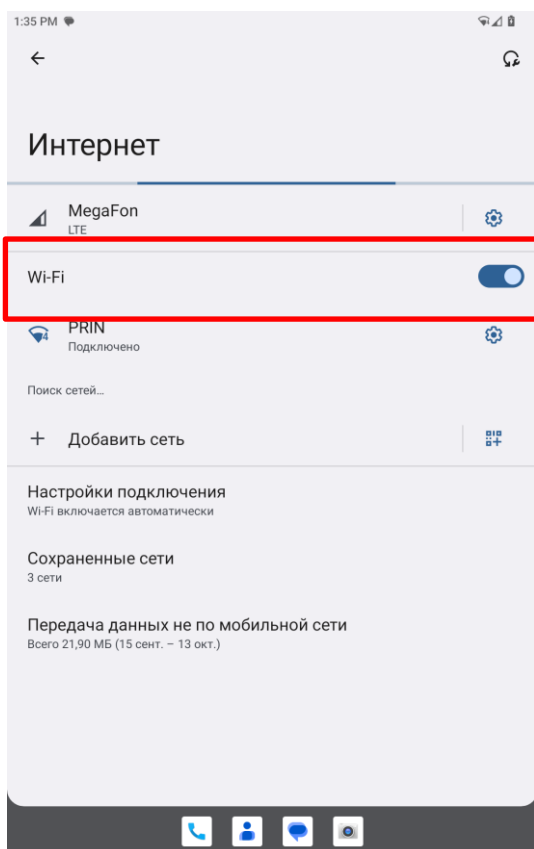 1:35 PM
Интернет
MegaFon
LTE
Wi-Fi
4
PRIN
Подключено
Поиск сетей...
Добавить сеть
Настройки подключения
Wi-Fi включается автоматически
Сохраненные сети
3 сети
Передача данных не по мобильной сети
Всего 21,90 МБ (15 сент. – 13 окт.)